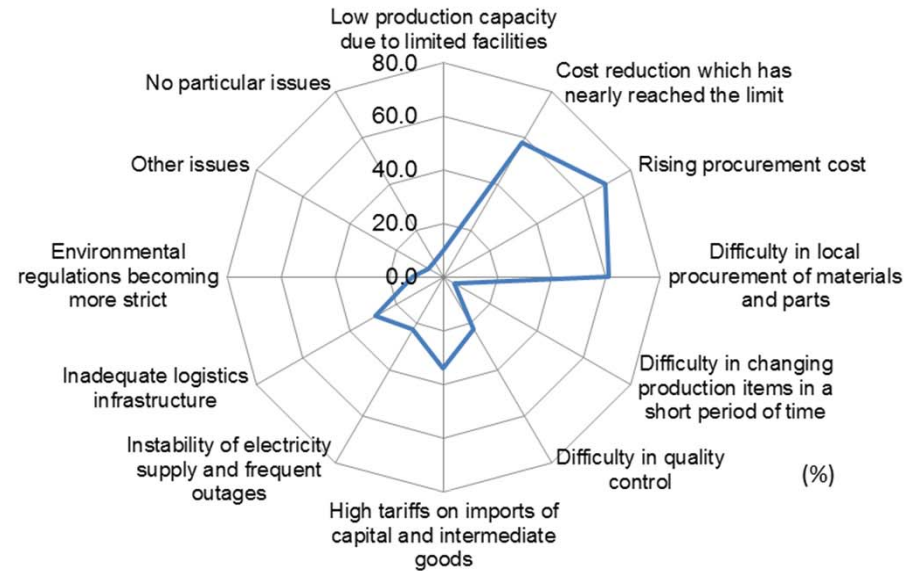 Low production capacity
due to limited facilities
80.0
60.0
40.0
20.0
0.0
Cost reduction which has
nearly reached the limit
Rising procurement cost
Difficulty in local
procurement of materials
and parts
Difficulty in changing
production items in a
short period of time
Difficulty in quality
control
High tariffs on imports of
capital and intermediate
goods
Instability of electricity
supply and frequent
outages
Inadequate logistics
infrastructure
Environmental
regulations becoming
more strict
Other issues
No particular issues
(%)